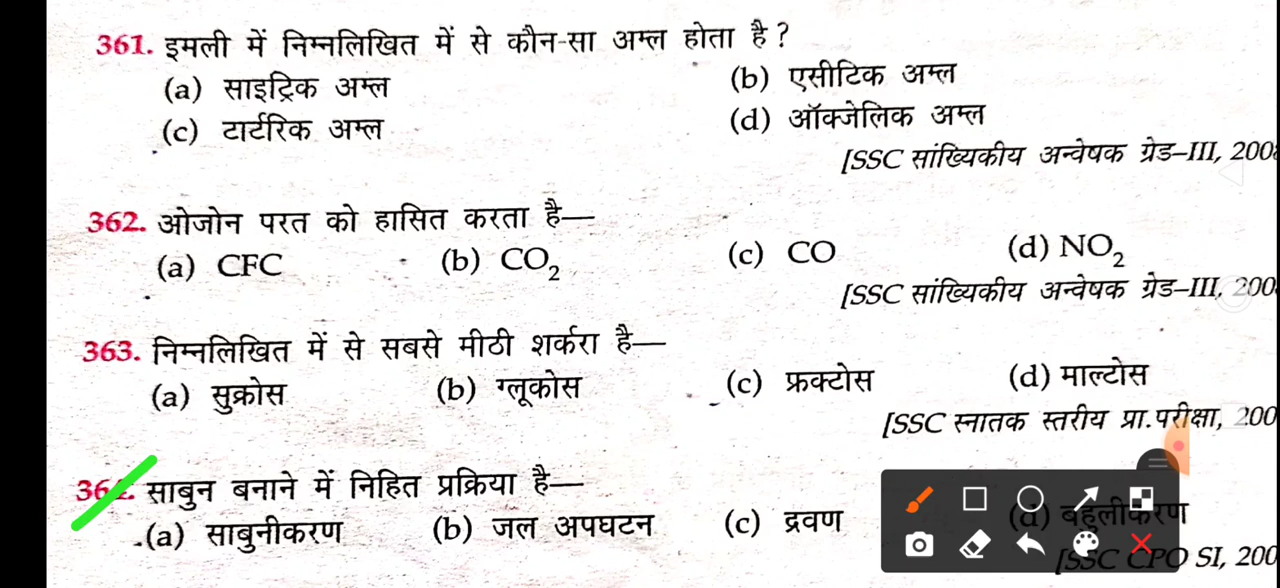 361. इमली में निम्नलिखित में से कौन-सा अम्ल होता है ?
(a) साइट्रिक अम्ल (b) एसीटिक अम्ल
(c) टार्टरिक अम्ल (d) ऑक्जेलिक अम्ल
[SSC सांख्यिकीय अन्वेषक ग्रेड–III, 200
362. ओजोन परत को हासित करता है—
(a) CFC (b) CO₂ (c) CO (d) NO₂
[SSC सांख्यिकीय अन्वेषक ग्रेड–III, 200
363. निम्नलिखित में से सबसे मीठी शर्करा है—
(a) सुक्रोस (b) ग्लूकोस (c) फ्रक्टोस (d) माल्टोस
[SSC स्नातक स्तरीय प्रा.परीक्षा, 200
364. साबुन बनाने में निहित प्रक्रिया है—
(a) साबुनीकरण (b) जल अपघटन (c) द्रवण (d) बहुलीकरण
[SSC CPO SI, 200